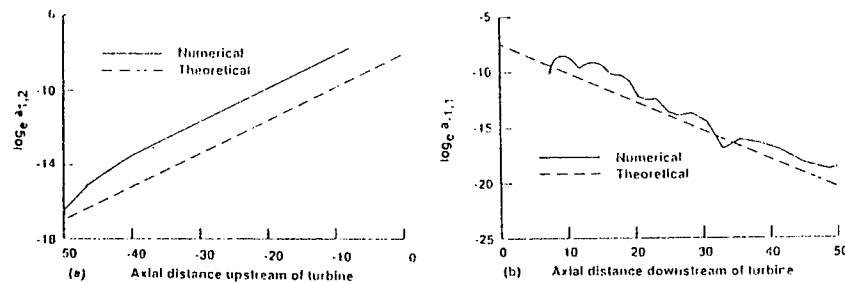 6
-10
-14
-18
Numerical
Theoretical
log_e a_1,2
50 -40 -30 -20 -10 0
(a) Axial distance upstream of turbine
-5
-10
-15
-20
-25
Numerical
Theoretical
log_e a_-1,1
0 10 20 30 40 50
(b) Axial distance downstream of turbine